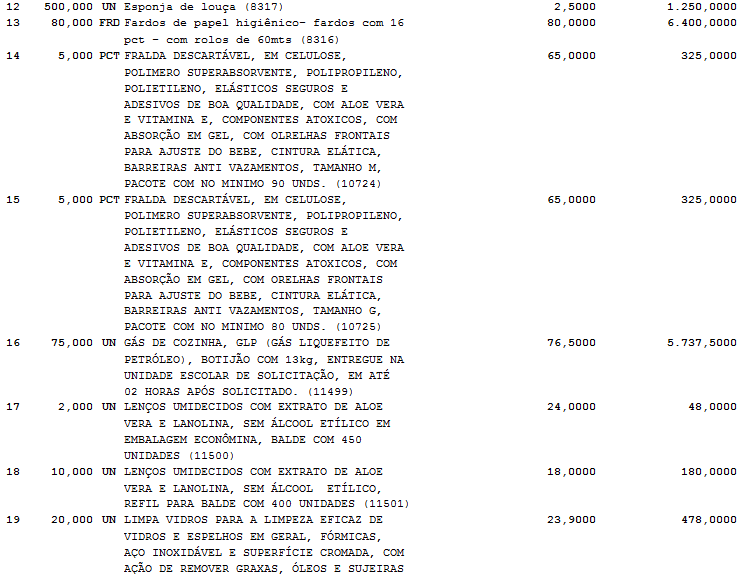 12 500,000 UN Esponja de louça (8317) 2,5000 1.250,0000
13 80,000 FRD Fardos de papel higiênico- fardos com 16 80,0000 6.400,0000
pct - com rolos de 60mts (8316)
14 5,000 PCT FRALDA DESCARTÁVEL, EM CELULOSE, 65,0000 325,0000
POLIMERO SUPERABSORVENTE, POLIPROPILENO,
POLIETILENO, ELÁSTICOS SEGUROS E
ADESIVOS DE BOA QUALIDADE, COM ALOE VERA
E VITAMINA E, COMPONENTES ATOXICOS, COM
ABSORÇÃO EM GEL, COM OLRELHAS FRONTAIS
PARA AJUSTE DO BEBE, CINTURA ELÁTICA,
BARREIRAS ANTI VAZAMENTOS, TAMANHO M,
PACOTE COM NO MINIMO 90 UNDS. (10724)
15 5,000 PCT FRALDA DESCARTÁVEL, EM CELULOSE, 65,0000 325,0000
POLIMERO SUPERABSORVENTE, POLIPROPILENO,
POLIETILENO, ELÁSTICOS SEGUROS E
ADESIVOS DE BOA QUALIDADE, COM ALOE VERA
E VITAMINA E, COMPONENTES ATOXICOS, COM
ABSORÇÃO EM GEL, COM ORELHAS FRONTAIS
PARA AJUSTE DO BEBE, CINTURA ELÁTICA,
BARREIRAS ANTI VAZAMENTOS, TAMANHO G,
PACOTE COM NO MINIMO 80 UNDS. (10725)
16 75,000 UN GÁS DE COZINHA, GLP (GÁS LIQUEFEITO DE 76,5000 5.737,5000
PETRÓLEO), BOTIJÃO COM 13kg, ENTREGUE NA
UNIDADE ESCOLAR DE SOLICITAÇÃO, EM ATÉ
02 HORAS APÓS SOLICITADO. (11499)
17 2,000 UN LENÇOS UMIDECIDOS COM EXTRATO DE ALOE 24,0000 48,0000
VERA E LANOLINA, SEM ÁLCOOL ETÍLICO EM
EMBALAGEM ECONÔMINA, BALDE COM 450
UNIDADES (11500)
18 10,000 UN LENÇOS UMIDECIDOS COM EXTRATO DE ALOE 18,0000 180,0000
VERA E LANOLINA, SEM ÁLCOOL ETÍLICO,
REFIL PARA BALDE COM 400 UNIDADES (11501)
19 20,000 UN LIMPA VIDROS PARA A LIMPEZA EFICAZ DE 23,9000 478,0000
VIDROS E ESPELHOS EM GERAL, FÓRMICAS,
AÇO INOXIDÁVEL E SUPERFÍCIE CROMADA, COM
AÇÃO DE REMOVER GRAXAS, ÓLEOS E SUJEIRAS